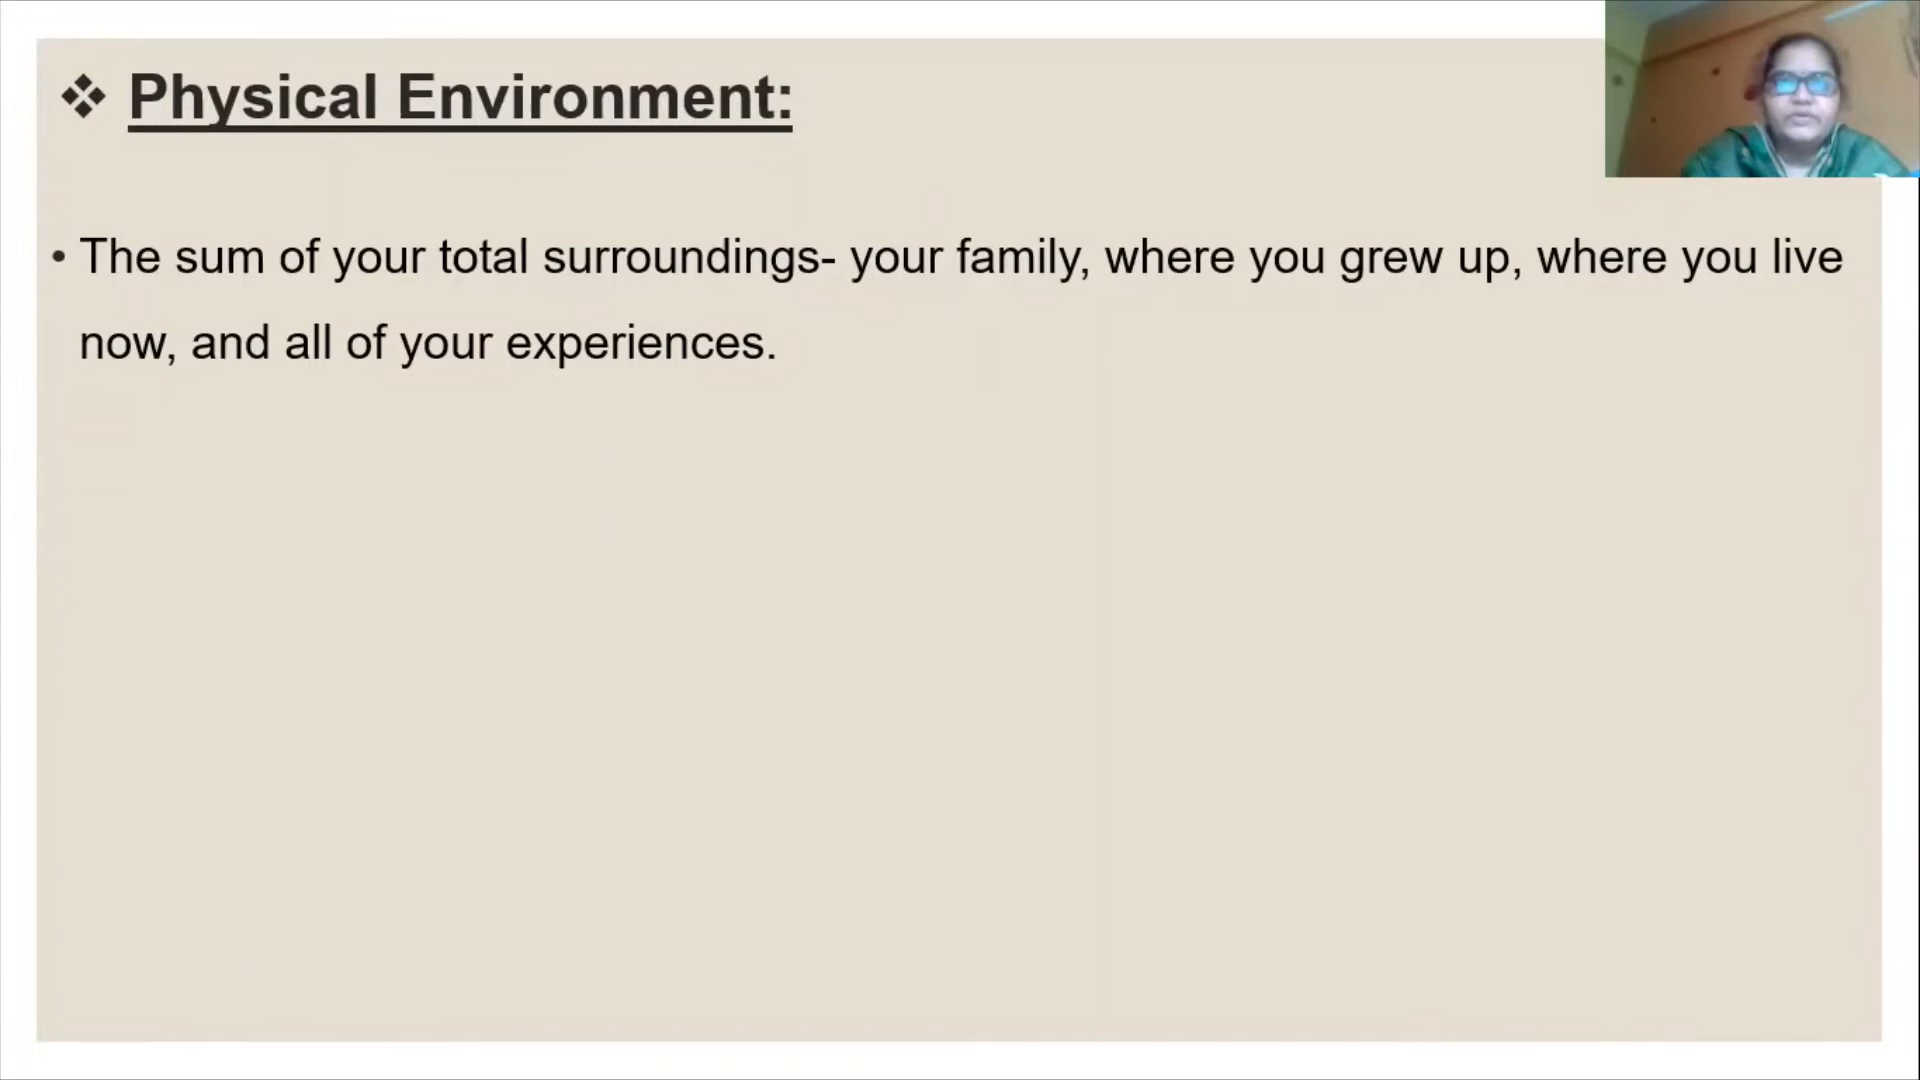 Physical Environment:
• The sum of your total surroundings- your family, where you grew up, where you live
now, and all of your experiences.